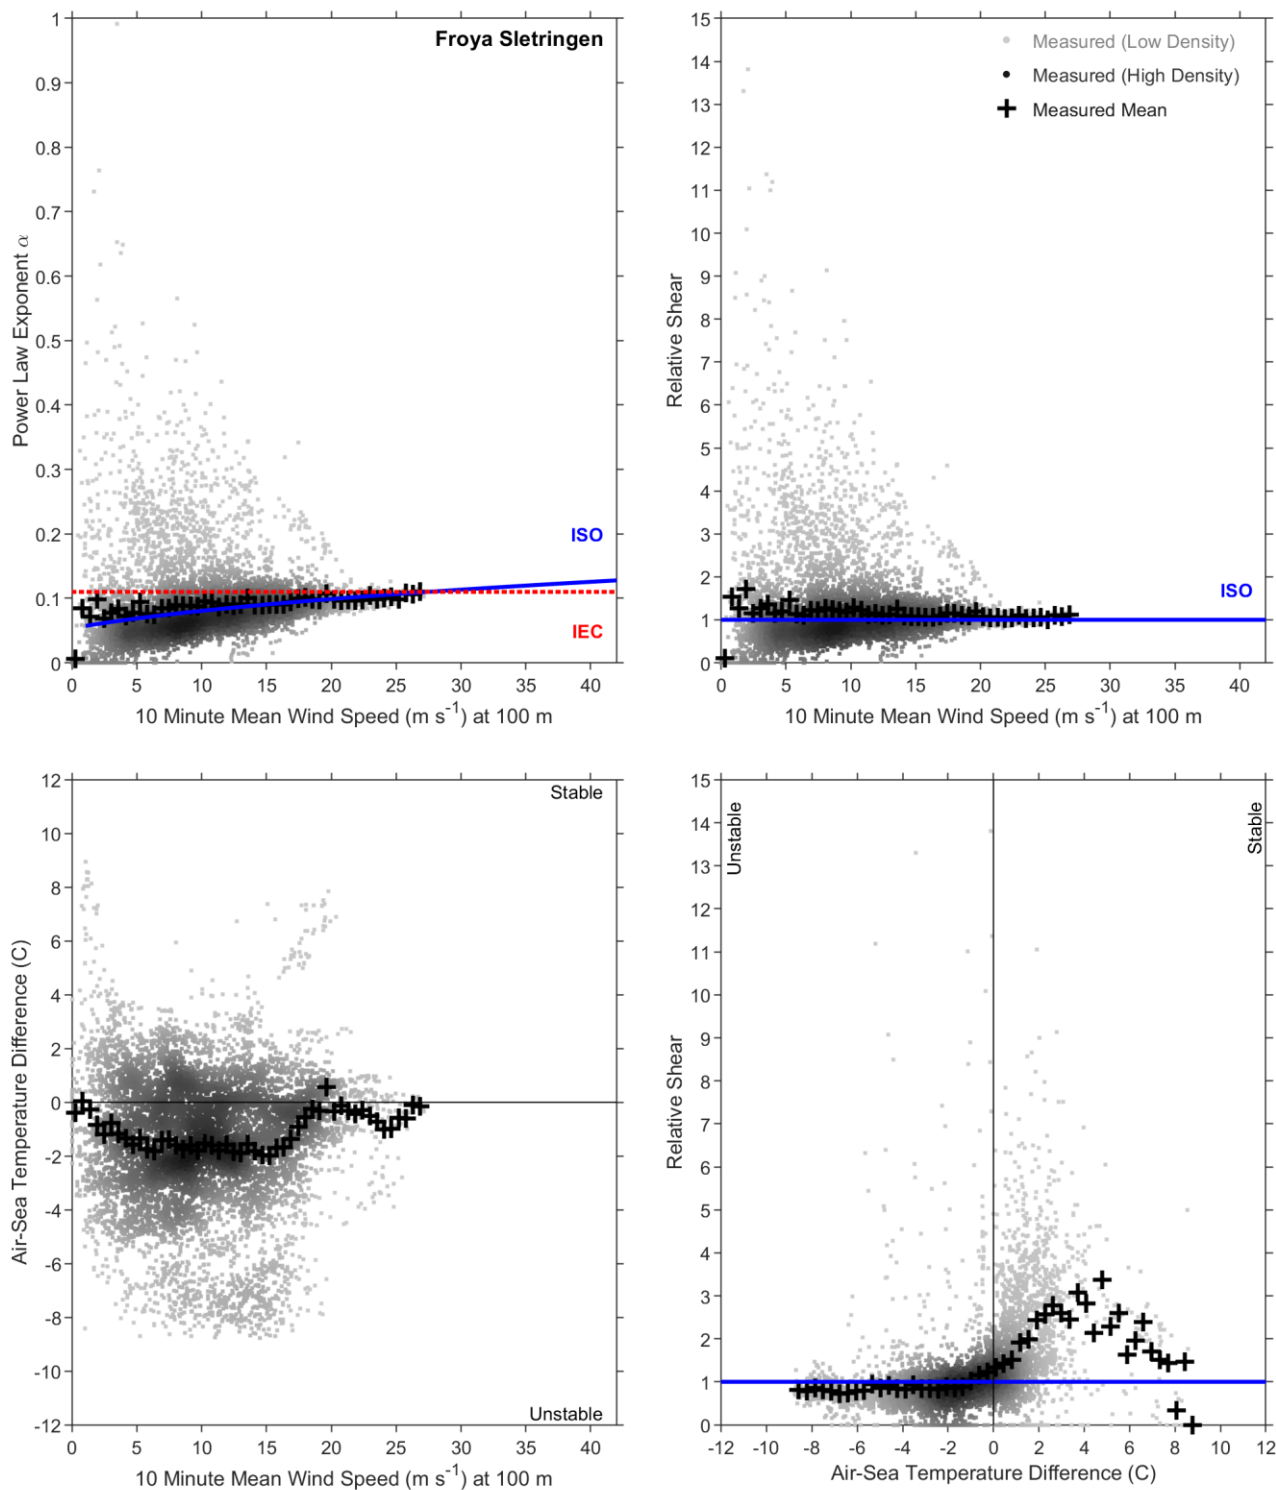 1
0.9
0.8
0.7
0.6
0.5
0.4
0.3
0.2
0.1
0
Power Law Exponent α
Froya Sletringen
ISO
IEC
0 5 10 15 20 25 30 35 40
10 Minute Mean Wind Speed (m s⁻¹) at 100 m
15
14
13
12
11
10
9
8
7
6
5
4
3
2
1
0
Relative Shear
Measured (Low Density)
Measured (High Density)
Measured Mean
ISO
0 5 10 15 20 25 30 35 40
10 Minute Mean Wind Speed (m s⁻¹) at 100 m
12
10
8
6
4
2
0
-2
-4
-6
-8
-10
-12
Air-Sea Temperature Difference (C)
Stable
Unstable
0 5 10 15 20 25 30 35 40
10 Minute Mean Wind Speed (m s⁻¹) at 100 m
15
14
13
12
11
10
9
8
7
6
5
4
3
2
1
0
Relative Shear
Unstable
Stable
-12 -10 -8 -6 -4 -2 0 2 4 6 8 10 12
Air-Sea Temperature Difference (C)